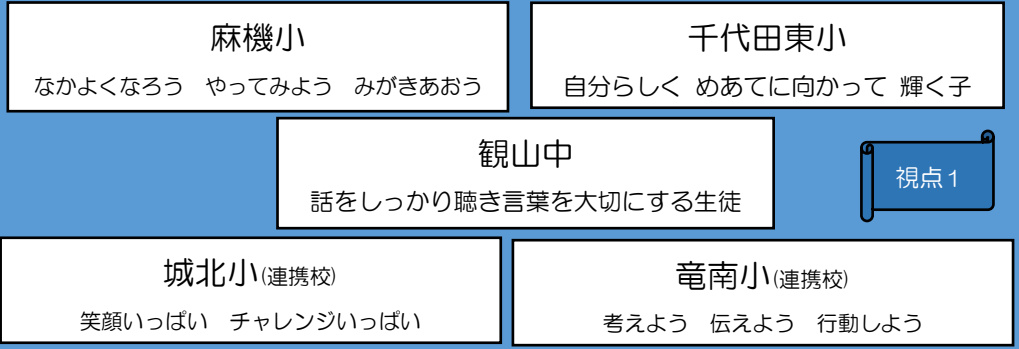 麻機小
なかよくなろう やってみよう みがきあおう
千代田東小
自分らしく めあてに向かって 輝く子
観山中
話をしっかり聴き言葉を大切にする生徒
視点1
城北小(連携校)
笑顔いっぱい チャレンジいっぱい
竜南小(連携校)
考えよう 伝えよう 行動しよう